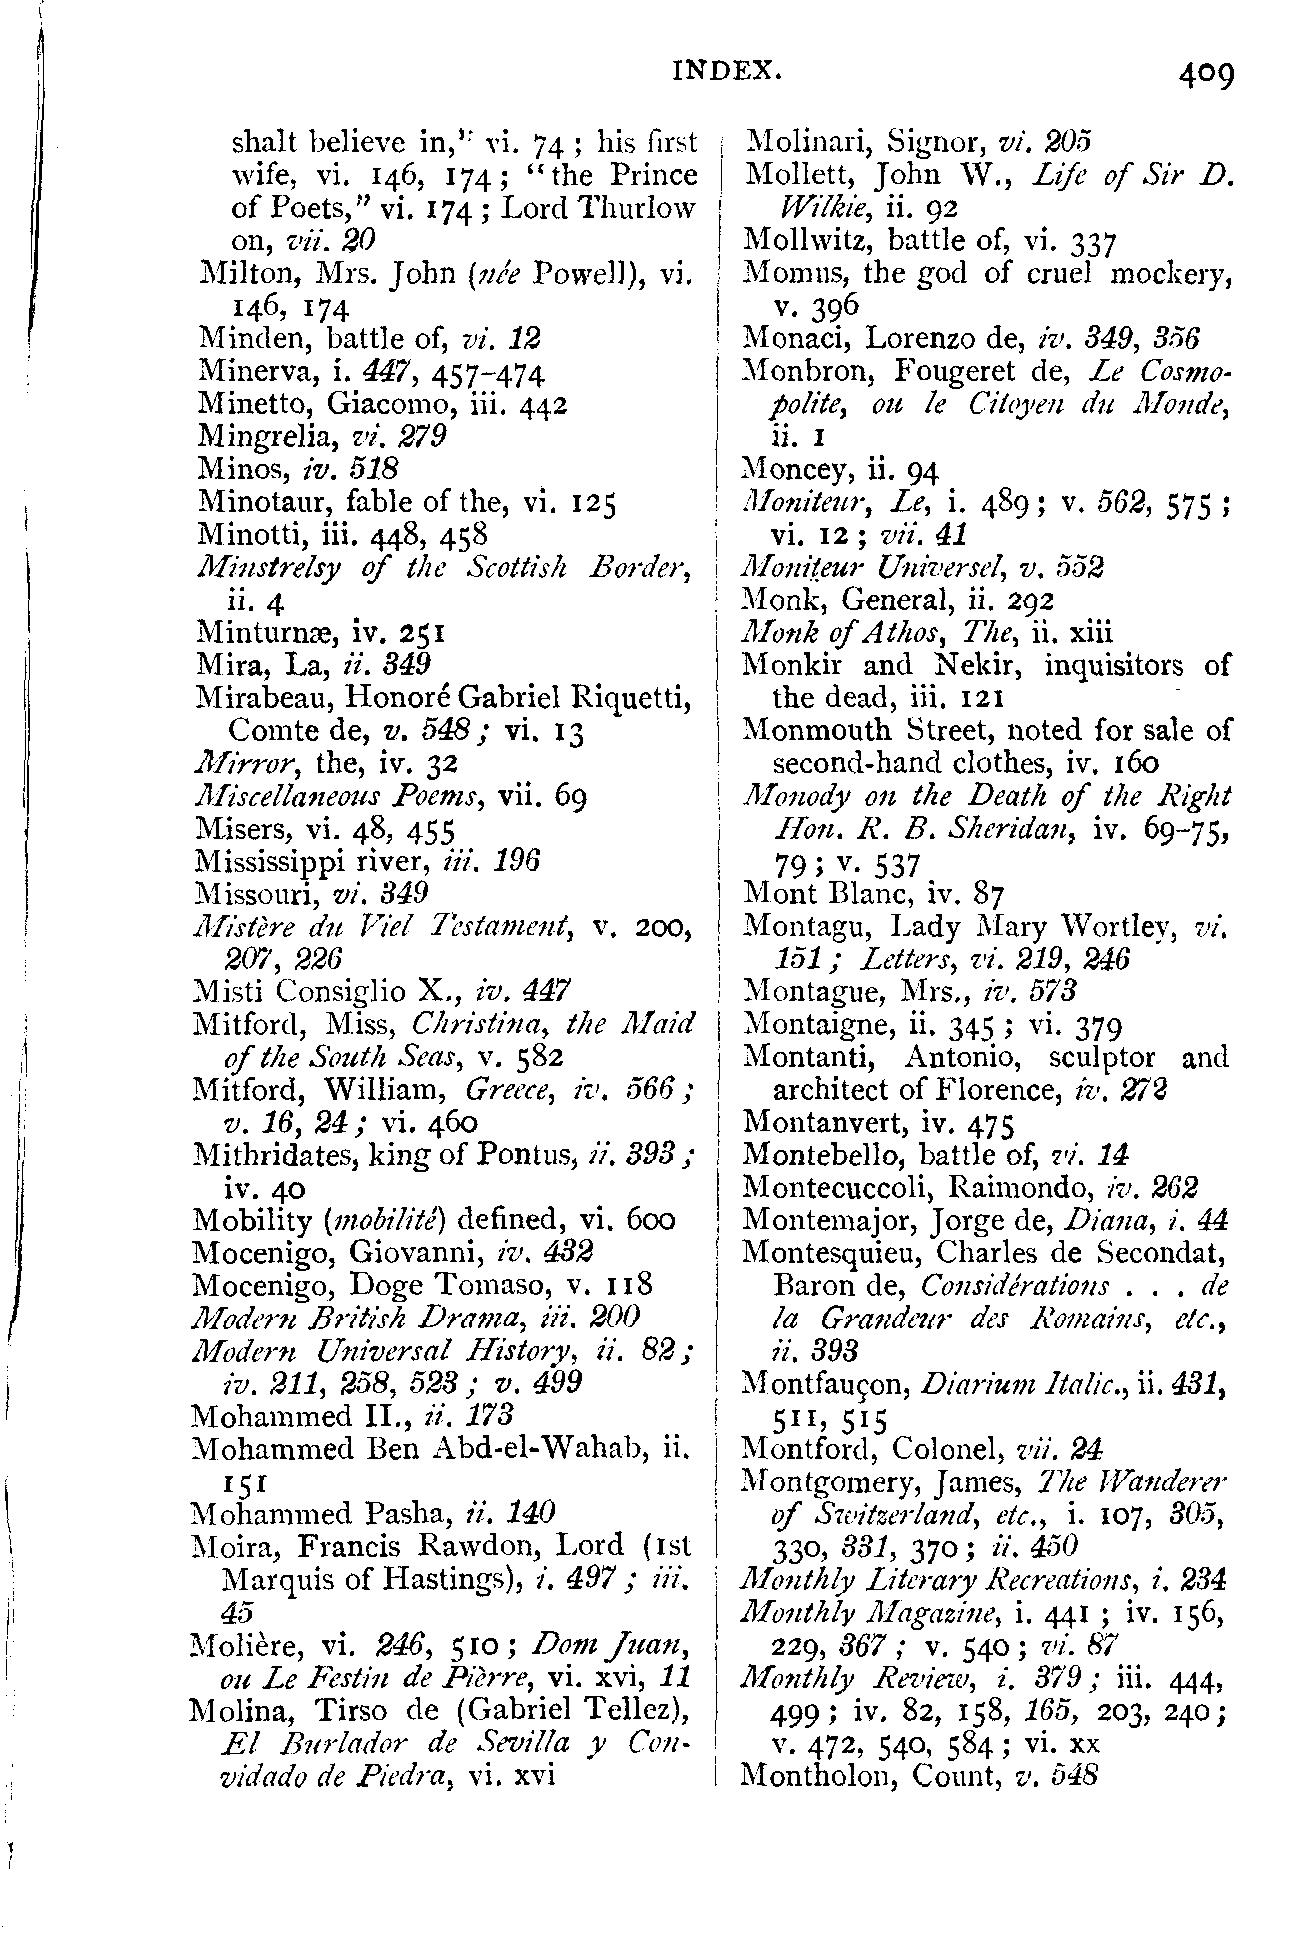 INDEX. 409
shalt believe in," vi. 74; his first
wife, vi. 146, 174; "the Prince
of Poets," vi. 174; Lord Thurlow
on, vii. 20
Milton, Mrs. John (née Powell), vi.
146, 174
Minden, battle of, vi. 12
Minerva, i. 447, 457-474
Minetto, Giacomo, iii. 442
Mingrelia, vi. 279
Minos, iv. 518
Minotaur, fable of the, vi. 125
Minotti, iii. 448, 458
Minstrelsy of the Scottish Border,
ii. 4
Minturnæ, iv. 251
Mira, La, ii. 349
Mirabeau, Honoré Gabriel Riquetti,
Comte de, v. 548; vi. 13
Mirror, the, iv. 32
Miscellaneous Poems, vii. 69
Misers, vi. 48, 455
Mississippi river, iii. 196
Missouri, vi. 349
Mistère du Viel Testament, v. 200,
207, 226
Misti Consiglio X., iv. 447
Mitford, Miss, Christina, the Maid
of the South Seas, v. 582
Mitford, William, Greece, iv. 566;
v. 16, 24; vi. 460
Mithridates, king of Pontus, ii. 393;
iv. 40
Mobility (mobilité) defined, vi. 600
Mocenigo, Giovanni, iv. 432
Mocenigo, Doge Tomaso, v. 118
Modern British Drama, iii. 200
Modern Universal History, ii. 82;
iv. 211, 258, 523; v. 499
Mohammed II., ii. 173
Mohammed Ben Abd-el-Wahab, ii.
151
Mohammed Pasha, ii. 140
Moira, Francis Rawdon, Lord (1st
Marquis of Hastings), i. 497; iii.
45
Molière, vi. 246, 510; Dom Juan,
ou Le Festin de Pièrre, vi. xvi, 11
Molina, Tirso de (Gabriel Tellez),
El Burlador de Sevilla y Con-
vidado de Piedra, vi. xvi
Molinari, Signor, vi. 205
Mollett, John W., Life of Sir D.
Wilkie, ii. 92
Mollwitz, battle of, vi. 337
Momus, the god of cruel mockery,
v. 396
Monaci, Lorenzo de, iv. 349, 356
Monbron, Fougeret de, Le Cosmo-
polite, ou le Citoyen du Monde,
ii. 1
Moncey, ii. 94
Moniteur, Le, i. 489; v. 562, 575;
vi. 12; vii. 41
Moniteur Universel, v. 552
Monk, General, ii. 292
Monk of Athos, The, ii. xiii
Monkir and Nekir, inquisitors of
the dead, iii. 121
Monmouth Street, noted for sale of
second-hand clothes, iv. 160
Monody on the Death of the Right
Hon. R. B. Sheridan, iv. 69-75,
79; v. 537
Mont Blanc, iv. 87
Montagu, Lady Mary Wortley, vi.
151; Letters, vi. 219, 246
Montague, Mrs., iv. 573
Montaigne, ii. 345; vi. 379
Montanti, Antonio, sculptor and
architect of Florence, iv. 272
Montanvert, iv. 475
Montebello, battle of, vi. 14
Montecuccoli, Raimondo, iv. 262
Montemajor, Jorge de, Diana, i. 44
Montesquieu, Charles de Secondat,
Baron de, Considérations . . . de
la Grandeur des Romains, etc.,
ii. 393
Montfauçon, Diarium Italic., ii. 431,
511, 515
Montford, Colonel, vii. 24
Montgomery, James, The Wanderer
of Switzerland, etc., i. 107, 305,
330, 331, 370; ii. 450
Monthly Literary Recreations, i. 234
Monthly Magazine, i. 441; iv. 156,
229, 367; v. 540; vi. 87
Monthly Review, i. 379; iii. 444,
499; iv. 82, 158, 165, 203, 240;
v. 472, 540, 584; vi. xx
Montholon, Count, v. 548